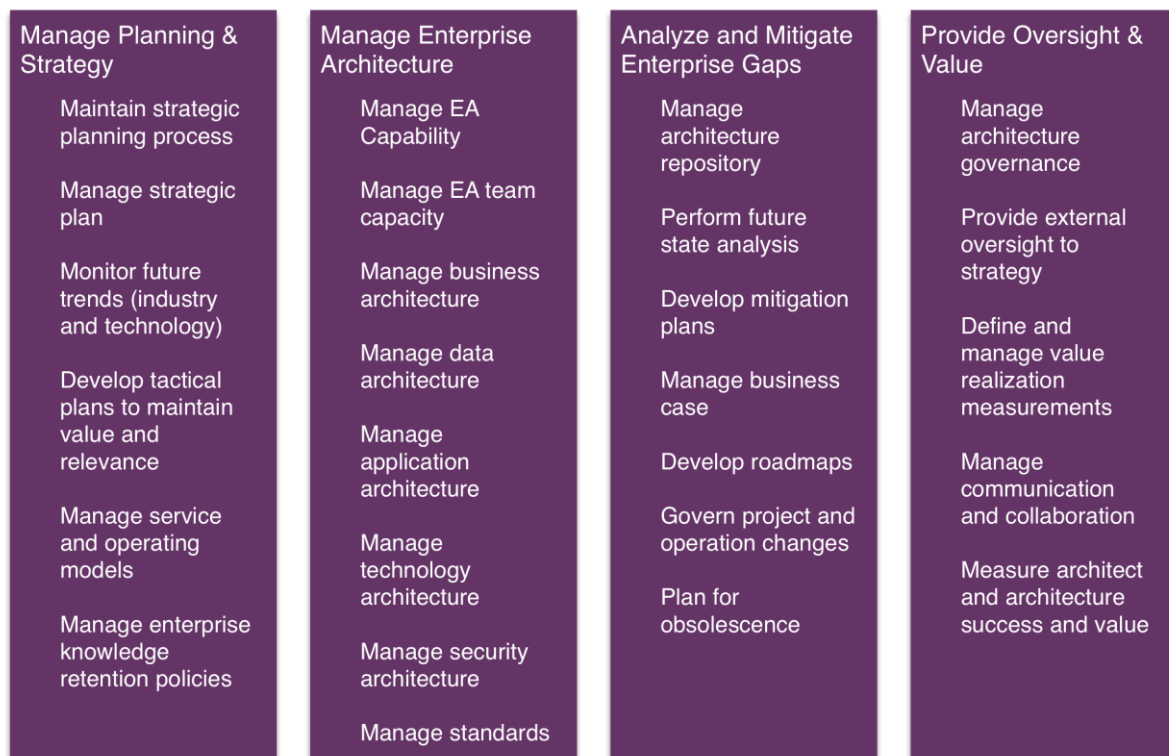 Manage Planning &
Strategy
Maintain strategic
planning process
Manage strategic
plan
Monitor future
trends (industry
and technology)
Develop tactical
plans to maintain
value and
relevance
Manage service
and operating
models
Manage enterprise
knowledge
retention policies
Manage Enterprise
Architecture
Manage EA
Capability
Manage EA team
capacity
Manage business
architecture
Manage data
architecture
Manage
application
architecture
Manage
technology
architecture
Manage security
architecture
Manage standards
Analyze and Mitigate
Enterprise Gaps
Manage
architecture
repository
Perform future
state analysis
Develop mitigation
plans
Manage business
case
Develop roadmaps
Govern project and
operation changes
Plan for
obsolescence
Provide Oversight &
Value
Manage
architecture
governance
Provide external
oversight to
strategy
Define and
manage value
realization
measurements
Manage
communication
and collaboration
Measure architect
and architecture
success and value